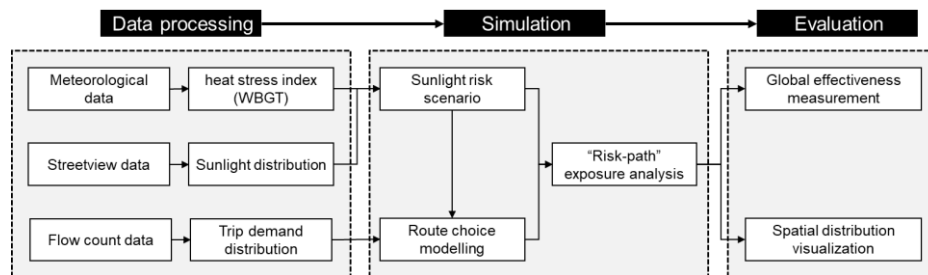 Data processing
Simulation
Evaluation
Meteorological
data
heat stress index
(WBGT)
Streetview data
Sunlight distribution
Flow count data
Trip demand
distribution
Sunlight risk
scenario
Route choice
modelling
“Risk-path”
exposure analysis
Global effectiveness
measurement
Spatial distribution
visualization